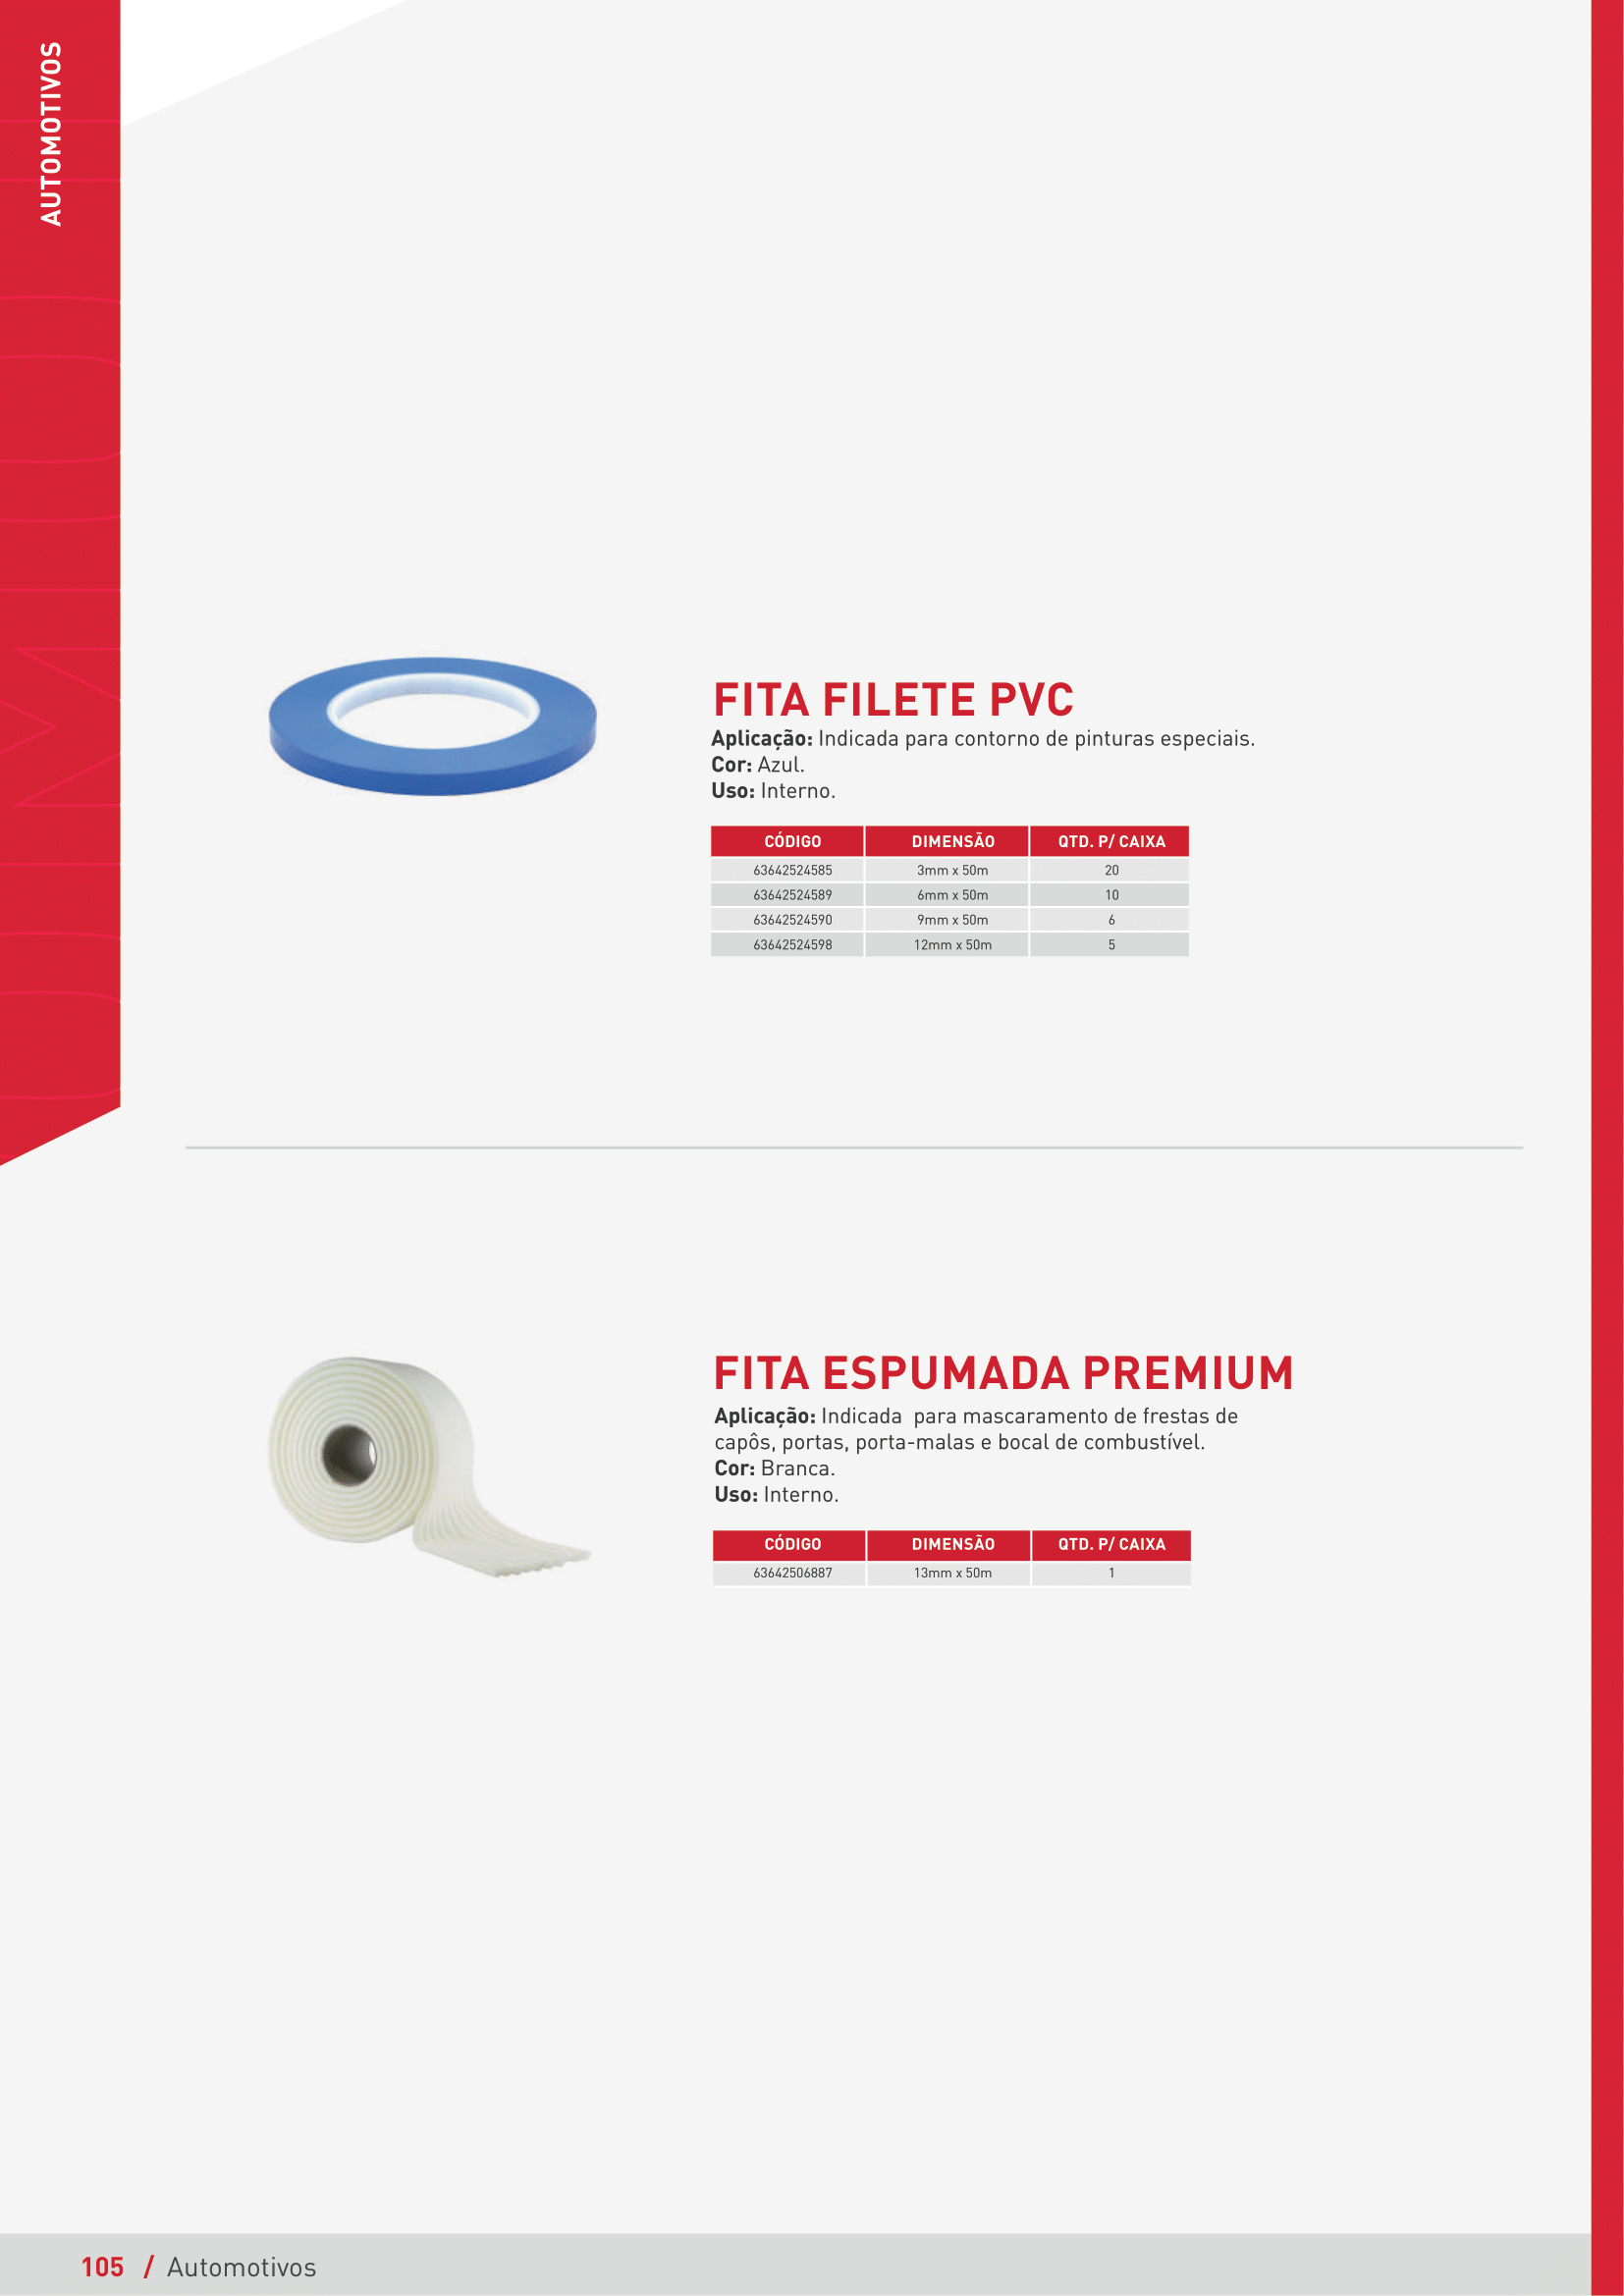 AUTOMOTIVOS
FITA FILETE PVC
Aplicação: Indicada para contorno de pinturas especiais.
Cor: Azul.
Uso: Interno.
CÓDIGO DIMENSÃO QTD. P/ CAIXA
63642524585 3mm x 50m 20
63642524589 6mm x 50m 10
63642524590 9mm x 50m 6
63642524598 12mm x 50m 5
FITA ESPUMADA PREMIUM
Aplicação: Indicada para mascaramento de frestas de
capôs, portas, porta-malas e bocal de combustível.
Cor: Branca.
Uso: Interno.
CÓDIGO DIMENSÃO QTD. P/ CAIXA
63642506887 13mm x 50m 1
105 / Automotivos